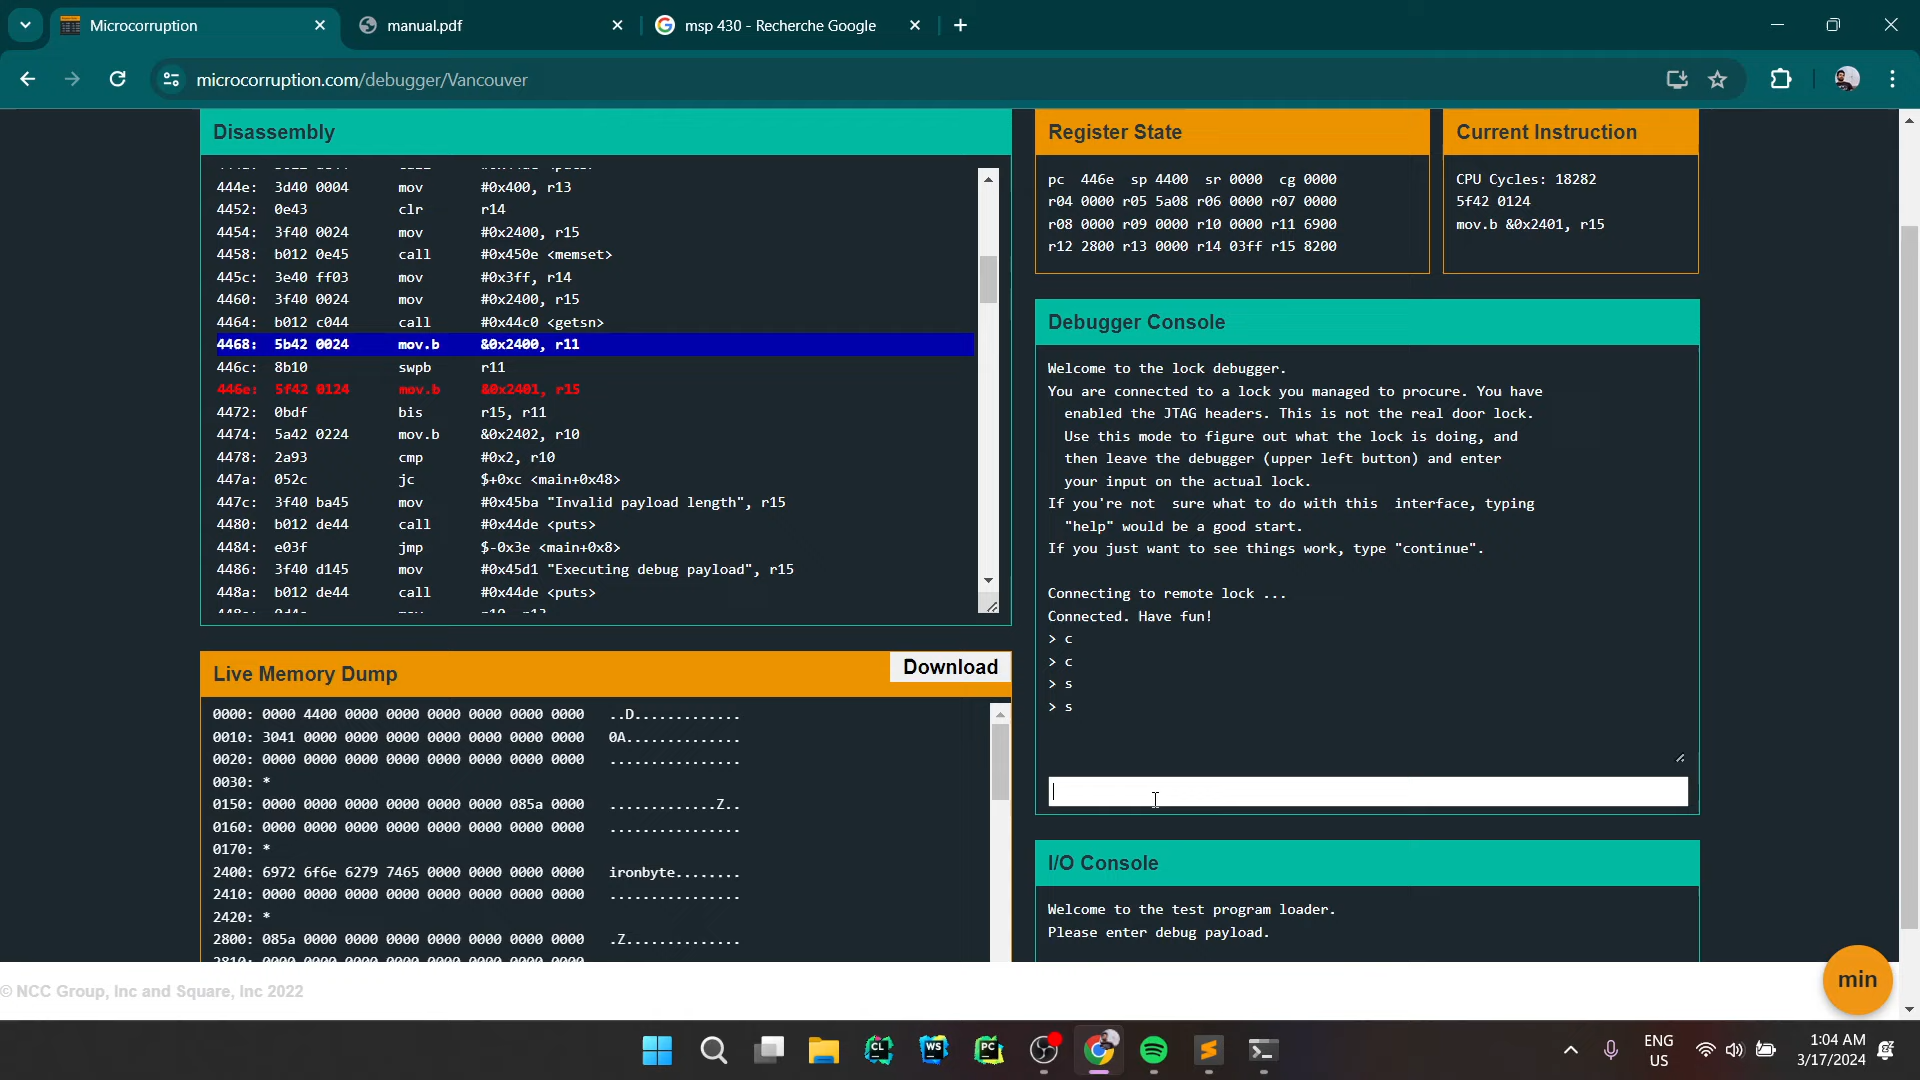 Microcorruption
manual.pdf
msp 430 - Recherche Google
microcorruption.com/debugger/Vancouver
Disassembly
444e: 3d40 0004 mov #0x400, r13
4452: 0e43 clr r14
4454: 3f40 0024 mov #0x2400, r15
4458: b012 0e45 call #0x450e <memset>
445c: 3e40 ff03 mov #0x3ff, r14
4460: 3f40 0024 mov #0x2400, r15
4464: b012 c044 call #0x44c0 <getsn>
4468: 5b42 0024 mov.b &0x2400, r11
446c: 8b10 swpb r11
446e: 5f42 0124 mov.b &0x2401, r15
4472: 0bdf bis r15, r11
4474: 5a42 0224 mov.b &0x2402, r10
4478: 2a93 cmp #0x2, r10
447a: 052c jc $+0xc <main+0x48>
447c: 3f40 ba45 mov #0x45ba "Invalid payload length", r15
4480: b012 de44 call #0x44de <puts>
4484: e03f jmp $-0x3e <main+0x8>
4486: 3f40 d145 mov #0x45d1 "Executing debug payload", r15
448a: b012 de44 call #0x44de <puts>
Register State
pc 446e sp 4400 sr 0000 cg 0000
r04 0000 r05 5a08 r06 0000 r07 0000
r08 0000 r09 0000 r10 0000 r11 6900
r12 2800 r13 0000 r14 03ff r15 8200
Current Instruction
CPU Cycles: 18282
5f42 0124
mov.b &0x2401, r15
Debugger Console
Welcome to the lock debugger.
You are connected to a lock you managed to procure. You have
enabled the JTAG headers. This is not the real door lock.
Use this mode to figure out what the lock is doing, and
then leave the debugger (upper left button) and enter
your input on the actual lock.
If you're not sure what to do with this interface, typing
"help" would be a good start.
If you just want to see things work, type "continue".
Connecting to remote lock ...
Connected. Have fun!
> c
> c
> s
> s
Live Memory Dump
Download
0000: 0000 4400 0000 0000 0000 0000 0000 0000 ..D.............
0010: 3041 0000 0000 0000 0000 0000 0000 0000 0A..............
0020: 0000 0000 0000 0000 0000 0000 0000 0000 ................
0030: *
0150: 0000 0000 0000 0000 0000 0000 085a 0000 .............Z..
0160: 0000 0000 0000 0000 0000 0000 0000 0000 ................
0170: *
2400: 6972 6f6e 6279 7465 0000 0000 0000 0000 ironbyte........
2410: 0000 0000 0000 0000 0000 0000 0000 0000 ................
2420: *
2800: 085a 0000 0000 0000 0000 0000 0000 0000 .Z..............
I/O Console
Welcome to the test program loader.
Please enter debug payload.
min
© NCC Group, Inc and Square, Inc 2022
CL
WS
PC
ENG
US
1:04 AM
3/17/2024